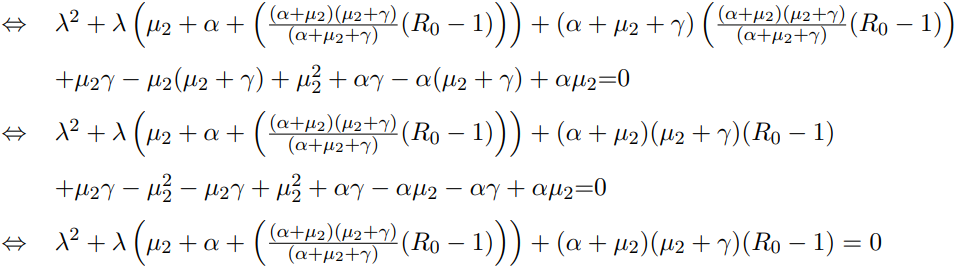 ⇔ λ² + λ (μ₂ + α + ((α+μ₂)(μ₂+γ)/(α+μ₂+γ) (R₀ − 1))) + (α + μ₂ + γ) ((α+μ₂)(μ₂+γ)/(α+μ₂+γ) (R₀ − 1))
+μ₂γ − μ₂(μ₂ + γ) + μ₂² + αγ − α(μ₂ + γ) + αμ₂=0
⇔ λ² + λ (μ₂ + α + ((α+μ₂)(μ₂+γ)/(α+μ₂+γ) (R₀ − 1))) + (α + μ₂)(μ₂ + γ)(R₀ − 1)
+μ₂γ − μ₂² − μ₂γ + μ₂² + αγ − αμ₂ − αγ + αμ₂=0
⇔ λ² + λ (μ₂ + α + ((α+μ₂)(μ₂+γ)/(α+μ₂+γ) (R₀ − 1))) + (α + μ₂)(μ₂ + γ)(R₀ − 1) = 0